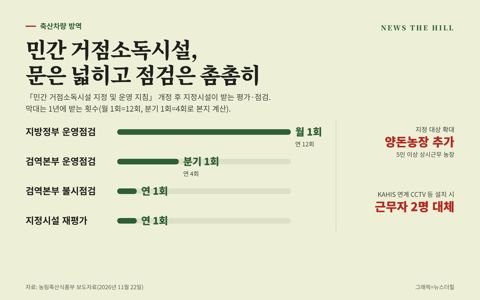 축산차량 방역
NEWS THE HILL
민간 거점소독시설,
문은 넓히고 점검은 촘촘히
「민간 거점소독시설 지정 및 운영 지침」 개정 후 지정시설이 받는 평가·점검.
막대는 1년에 받는 횟수(월 1회=12회, 분기 1회=4회로 본지 계산).
지방정부 운영점검
월 1회
연 12회
검역본부 운영점검
분기 1회
연 4회
검역본부 불시점검
연 1회
지정시설 재평가
연 1회
지정 대상 확대
양돈농장 추가
5인 이상 상시근무 농장
KAHIS 연계 CCTV 등 설치 시
근무자 2명 대체
자료: 농림축산식품부 보도자료(2026년 11월 22일)
그래픽=뉴스더힐